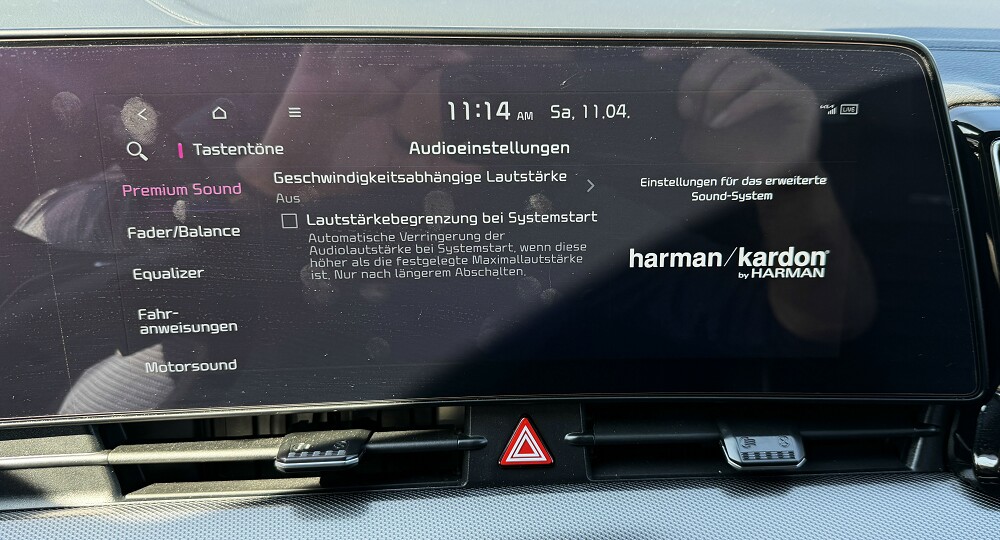 11:14 AM Sa, 11.04.
LIVE
Tastentöne
Audioeinstellungen
Premium Sound
Fader/Balance
Equalizer
Fahr-
anweisungen
Motorsound
Geschwindigkeitsabhängige Lautstärke
Aus
Lautstärkebegrenzung bei Systemstart
Automatische Verringerung der
Audiolautstärke bei Systemstart, wenn diese
höher als die festgelegte Maximallautstärke
ist. Nur nach längerem Abschalten.
Einstellungen für das erweiterte
Sound-System
harman/kardon®
by HARMAN